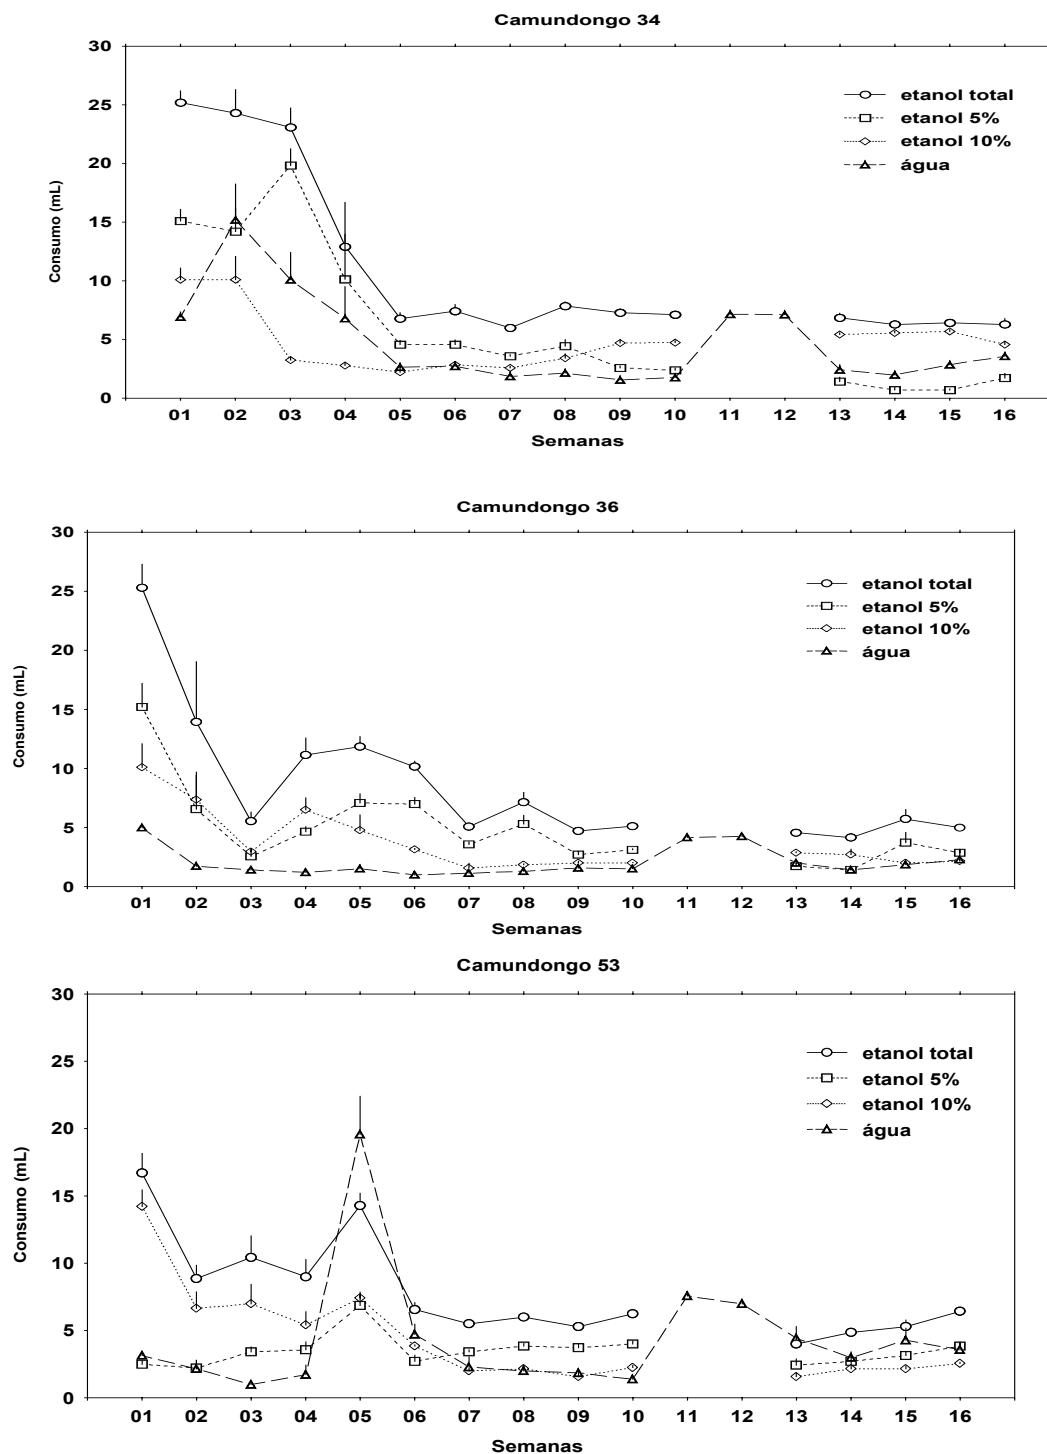 Camundongo 34
30
25
20
15
10
5
0
Consumo (mL)
etanol total
etanol 5%
etanol 10%
água
01 02 03 04 05 06 07 08 09 10 11 12 13 14 15 16
Semanas
Camundongo 36
30
25
20
15
10
5
0
Consumo (mL)
etanol total
etanol 5%
etanol 10%
água
01 02 03 04 05 06 07 08 09 10 11 12 13 14 15 16
Semanas
Camundongo 53
30
25
20
15
10
5
0
Consumo (mL)
etanol total
etanol 5%
etanol 10%
água
01 02 03 04 05 06 07 08 09 10 11 12 13 14 15 16
Semanas